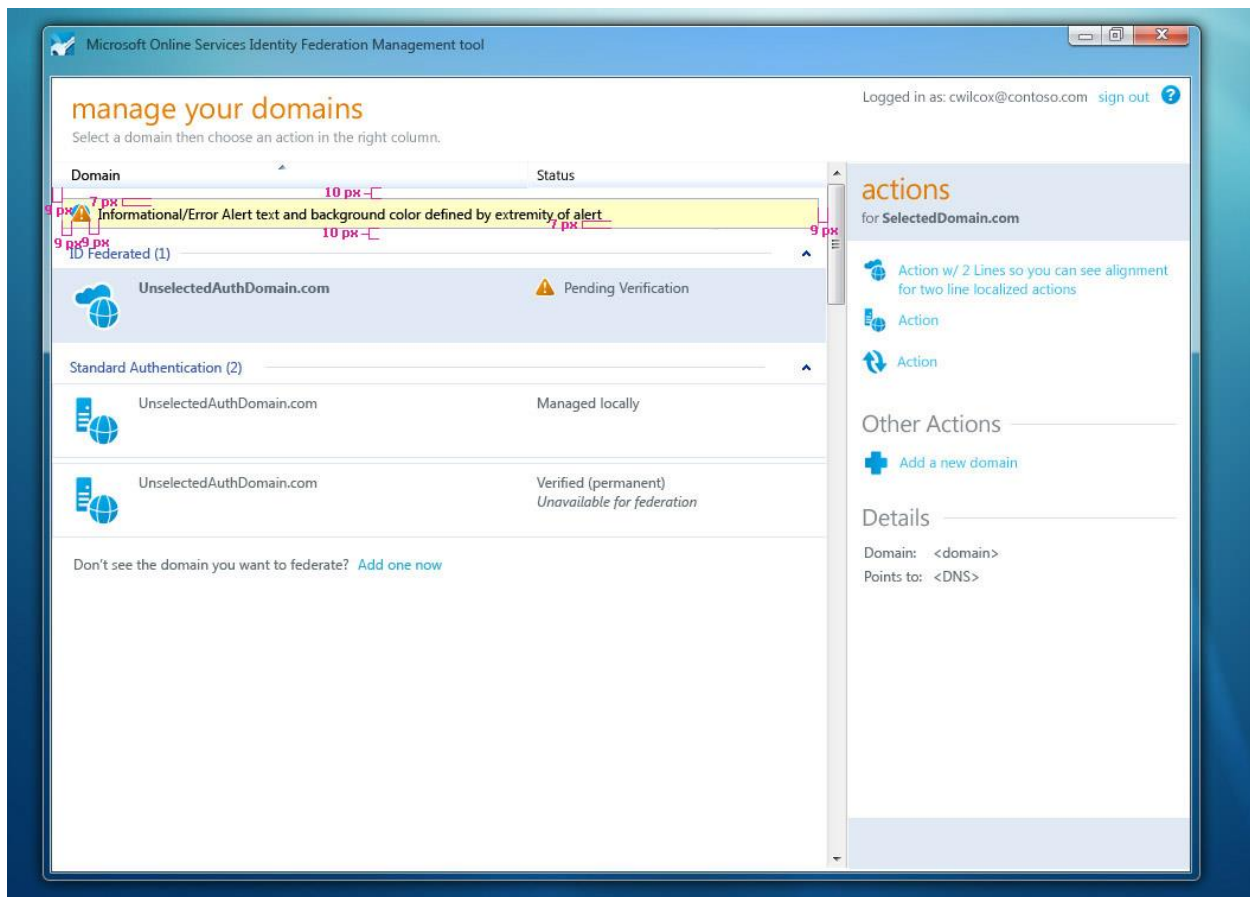 Microsoft Online Services Identity Federation Management tool
manage your domains
Select a domain then choose an action in the right column.
Logged in as: cwilcox@contoso.com sign out ?
Domain Status
10 px
7 px
9 px
Informational/Error Alert text and background color defined by extremity of alert
7 px
9 px
10 px
9 px 9 px
ID Federated (1)
UnselectedAuthDomain.com Pending Verification
Standard Authentication (2)
UnselectedAuthDomain.com Managed locally
UnselectedAuthDomain.com Verified (permanent)
Unavailable for federation
Don't see the domain you want to federate? Add one now
actions
for SelectedDomain.com
Action w/ 2 Lines so you can see alignment
for two line localized actions
Action
Action
Other Actions
Add a new domain
Details
Domain: <domain>
Points to: <DNS>